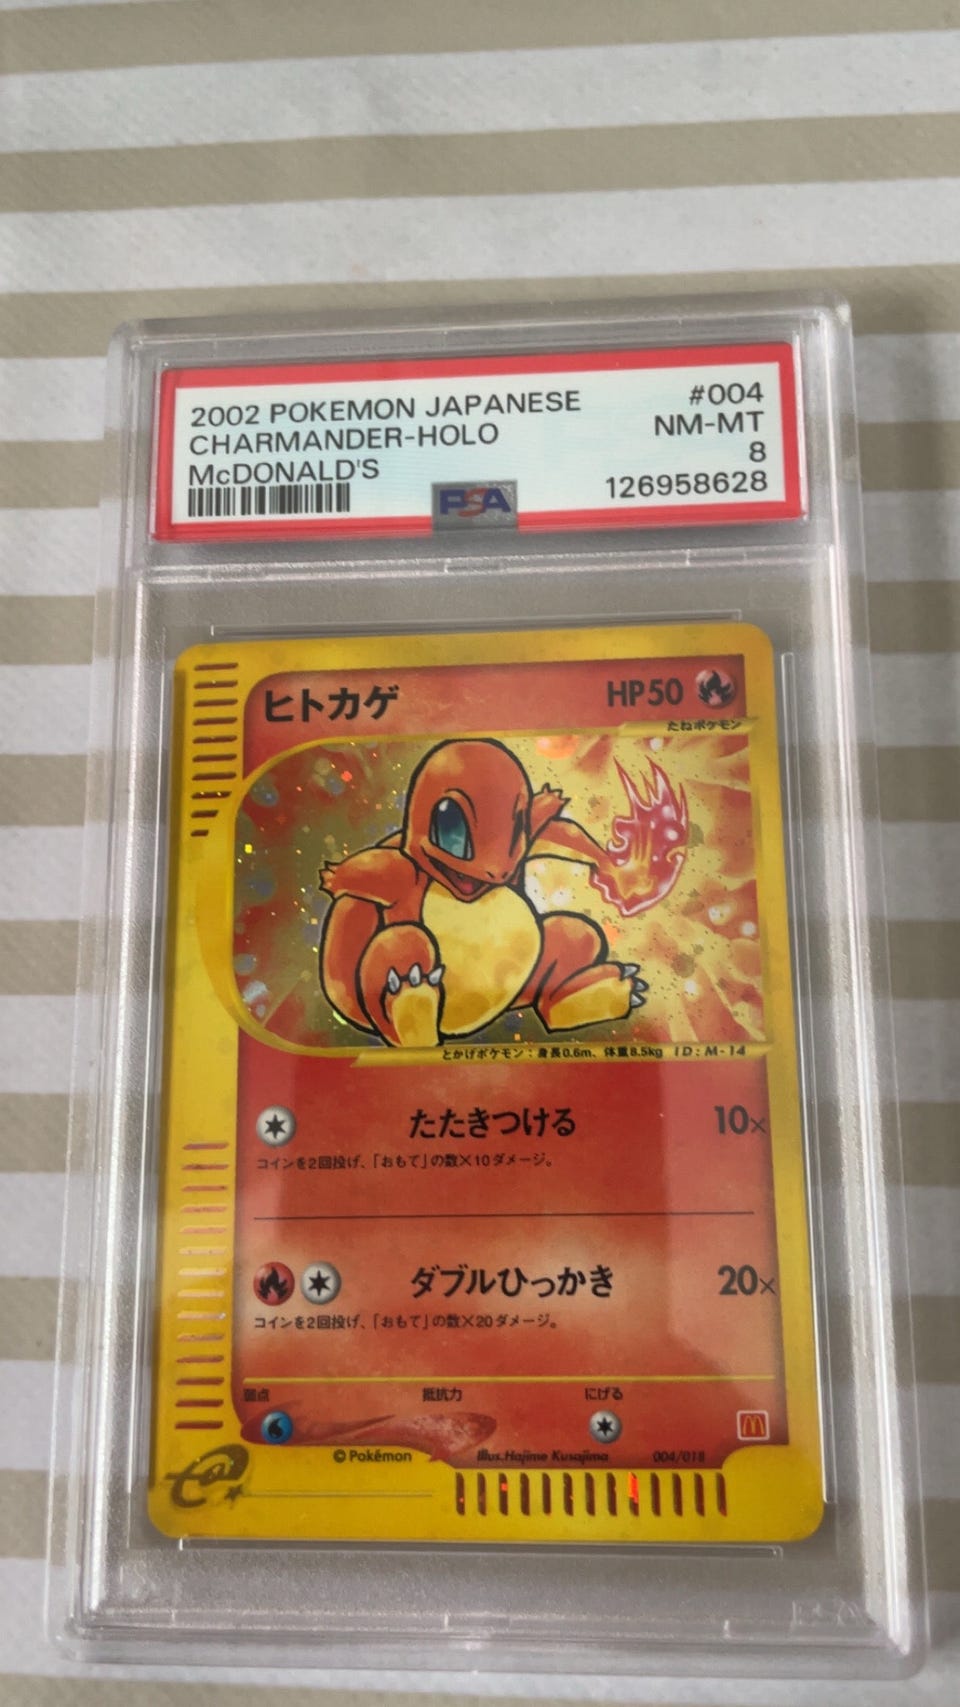 2002 POKEMON JAPANESE #004
CHARMANDER-HOLO NM-MT
McDONALD'S 8
PSA 126958628
ヒトカゲ HP50
たねポケモン
とかげポケモン：身長0.6m、体重8.5kg ID:M-14
たたきつける 10×
コインを2回投げ、「おもて」の数×10ダメージ。
ダブルひっかき 20×
コインを2回投げ、「おもて」の数×20ダメージ。
弱点 抵抗力 にげる
©Pokémon Illus.Hajime Kusajima 004/018
e